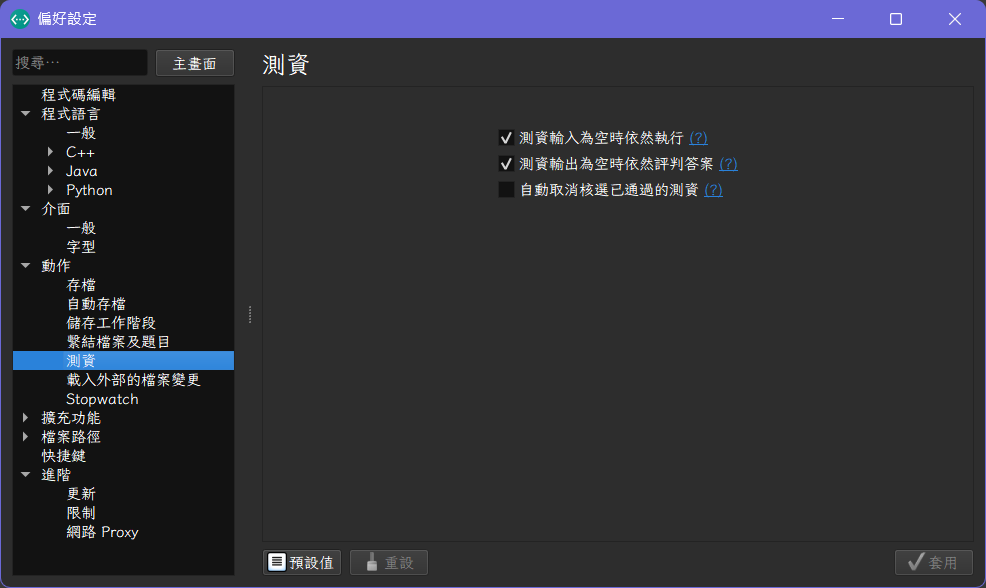 偏好設定
搜尋…
主畫面
程式碼編輯
程式語言
一般
C++
Java
Python
介面
一般
字型
動作
存檔
自動存檔
儲存工作階段
繫結檔案及題目
測資
載入外部的檔案變更
Stopwatch
擴充功能
檔案路徑
快捷鍵
進階
更新
限制
網路 Proxy
測資
測資輸入為空時依然執行 (?)
測資輸出為空時依然評判答案 (?)
自動取消核選已通過的測資 (?)
預設值
重設
套用